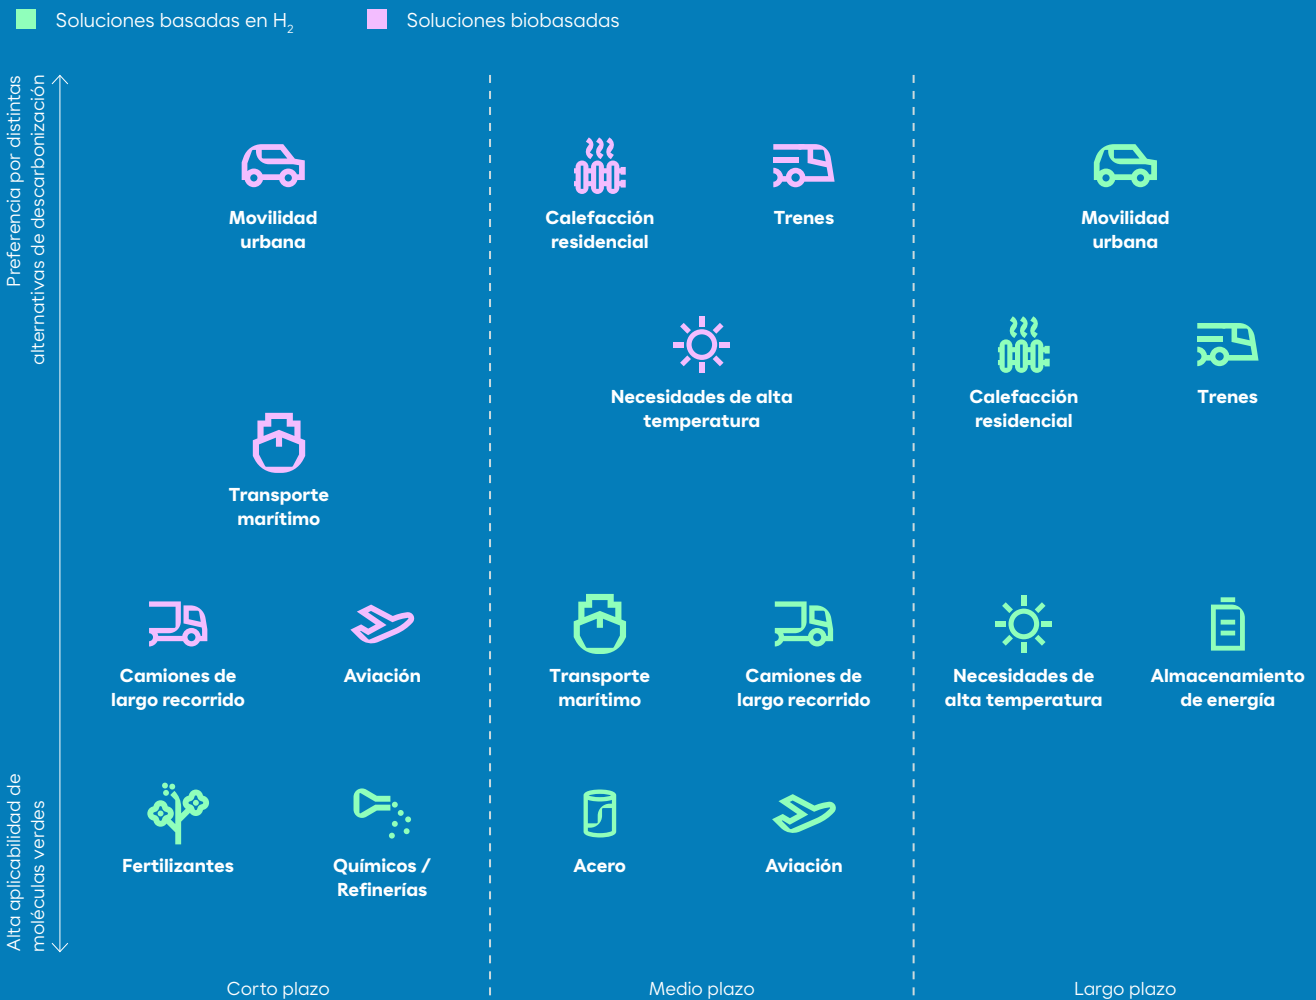 Soluciones basadas en H₂
Soluciones biobasadas
Preferencia por distintas
alternativas de descarbonización
Alta aplicabilidad de
moléculas verdes
Movilidad
urbana
Transporte
marítimo
Camiones de
largo recorrido
Aviación
Fertilizantes
Químicos /
Refinerías
Corto plazo
Calefacción
residencial
Trenes
Necesidades de alta
temperatura
Transporte
marítimo
Camiones de
largo recorrido
Acero
Aviación
Medio plazo
Movilidad
urbana
Calefacción
residencial
Trenes
Necesidades de
alta temperatura
Almacenamiento
de energía
Largo plazo